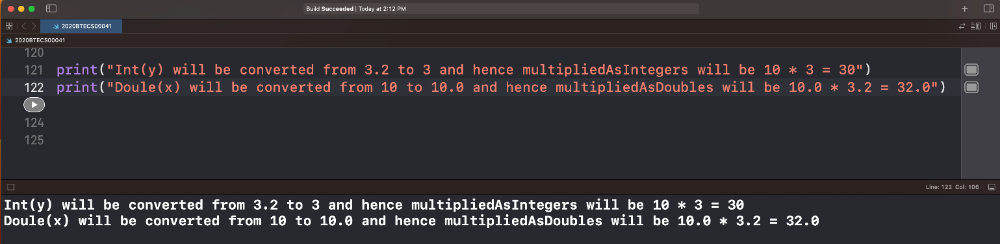 Build Succeeded | Today at 2:12 PM
2020BTECS00041
2020BTECS00041
120
121 print("Int(y) will be converted from 3.2 to 3 and hence multipliedAsIntegers will be 10 * 3 = 30")
122 print("Doule(x) will be converted from 10 to 10.0 and hence multipliedAsDoubles will be 10.0 * 3.2 = 32.0")
124
125
Line: 122 Col: 106
Int(y) will be converted from 3.2 to 3 and hence multipliedAsIntegers will be 10 * 3 = 30
Doule(x) will be converted from 10 to 10.0 and hence multipliedAsDoubles will be 10.0 * 3.2 = 32.0